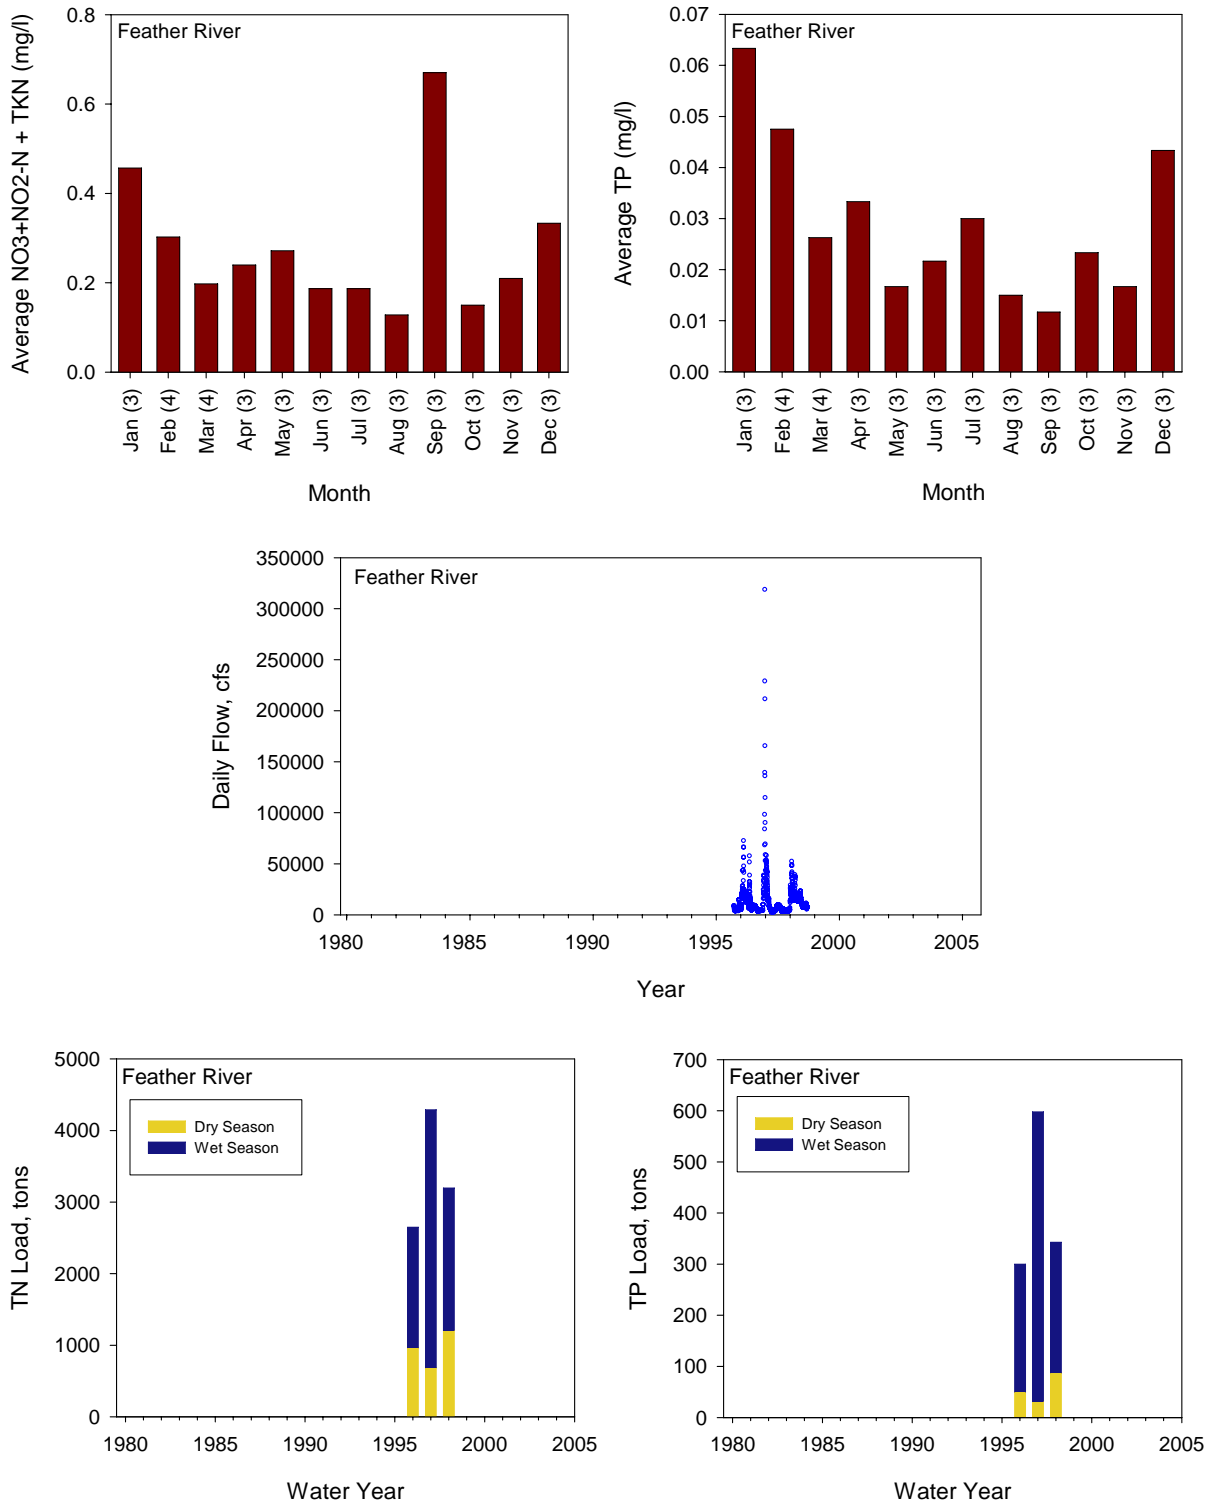 Feather River
Average NO3+NO2-N + TKN (mg/l)
0.8
0.6
0.4
0.2
0.0
Jan (3)
Feb (4)
Mar (4)
Apr (3)
May (3)
Jun (3)
Jul (3)
Aug (3)
Sep (3)
Oct (3)
Nov (3)
Dec (3)
Month
Feather River
Average TP (mg/l)
0.07
0.06
0.05
0.04
0.03
0.02
0.01
0.00
Jan (3)
Feb (4)
Mar (4)
Apr (3)
May (3)
Jun (3)
Jul (3)
Aug (3)
Sep (3)
Oct (3)
Nov (3)
Dec (3)
Month
Feather River
Daily Flow, cfs
350000
300000
250000
200000
150000
100000
50000
0
1980 1985 1990 1995 2000 2005
Year
Feather River
Dry Season
Wet Season
TN Load, tons
5000
4000
3000
2000
1000
0
1980 1985 1990 1995 2000 2005
Water Year
Feather River
Dry Season
Wet Season
TP Load, tons
700
600
500
400
300
200
100
0
1980 1985 1990 1995 2000 2005
Water Year